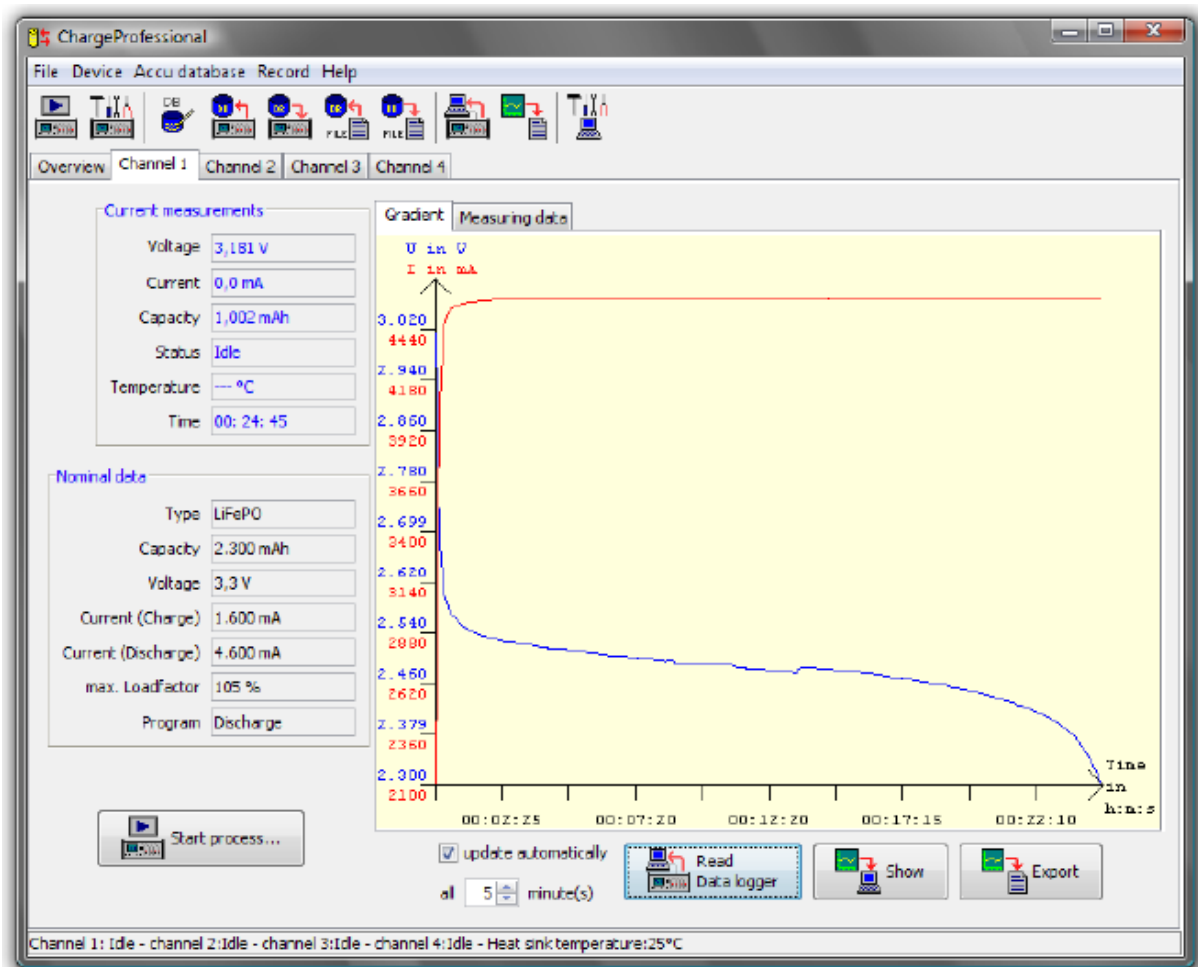 ChargeProfessional
File Device Accu database Record Help
DB
FILE FILE
Overview Channel 1 Channel 2 Channel 3 Channel 4
Current measurements
Voltage 3,181 V
Current 0,0 mA
Capacity 1,002 mAh
Status Idle
Temperature --- °C
Time 00: 24: 45
Nominal data
Type LiFePO
Capacity 2.300 mAh
Voltage 3,3 V
Current (Charge) 1.600 mA
Current (Discharge) 4.600 mA
max. Loadfactor 105 %
Program Discharge
Start process...
Gradient Measuring data
U in V
I in mA
3.020
4440
2.940
4180
2.860
3920
2.780
3660
2.699
3400
2.620
3140
2.540
2880
2.460
2620
2.379
2360
2.300
2100
00:02:25 00:07:20 00:12:20 00:17:15 00:22:10
Time
in
h:m:s
update automatically
all 5 minute(s)
Read
Data logger
Show
Export
Channel 1: Idle - channel 2:Idle - channel 3:Idle - channel 4:Idle - Heat sink temperature:25°C